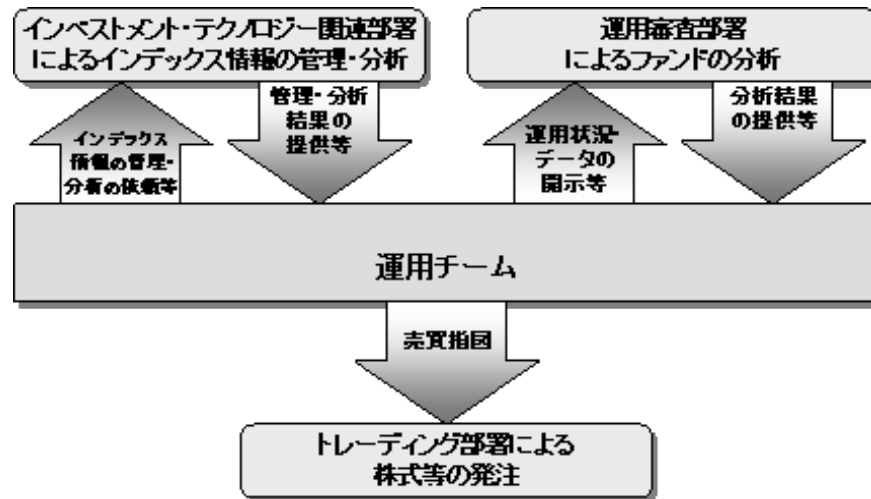 インベストメント・テクノロジー関連部署
によるインデックス情報の管理・分析
運用審査部署
によるファンドの分析
インデックス
情報の管理・
分析の依頼等
管理・分析
結果の
提供等
運用状況・
データの
開示等
分析結果
の提供等
運用チーム
売買指図
トレーディング部署による
株式等の発注